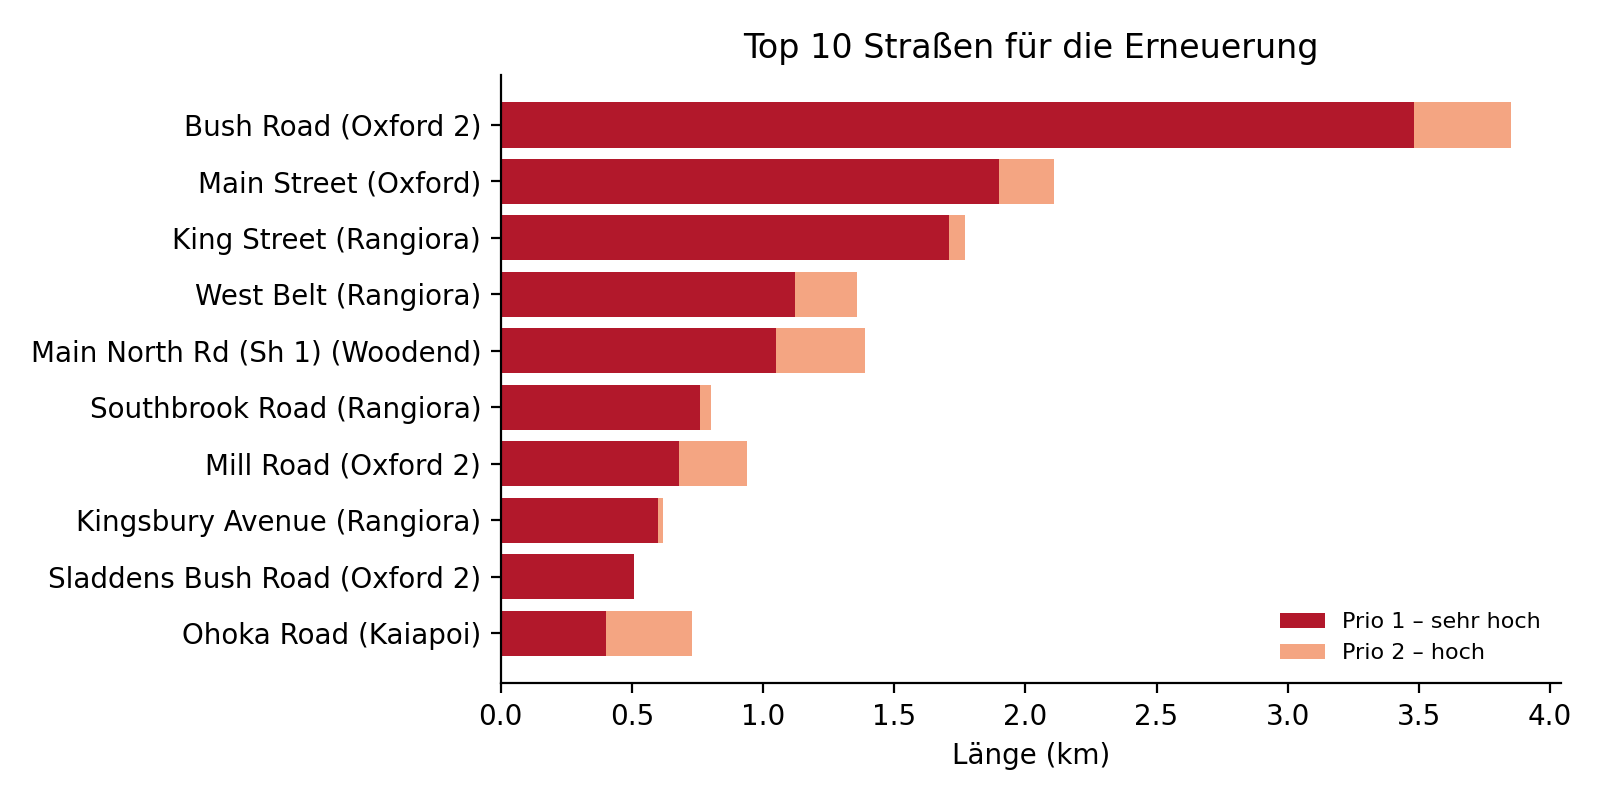 Top 10 Straßen für die Erneuerung
Bush Road (Oxford 2)
Main Street (Oxford)
King Street (Rangiora)
West Belt (Rangiora)
Main North Rd (Sh 1) (Woodend)
Southbrook Road (Rangiora)
Mill Road (Oxford 2)
Kingsbury Avenue (Rangiora)
Sladdens Bush Road (Oxford 2)
Ohoka Road (Kaiapoi)
Prio 1 – sehr hoch
Prio 2 – hoch
0.0 0.5 1.0 1.5 2.0 2.5 3.0 3.5 4.0
Länge (km)